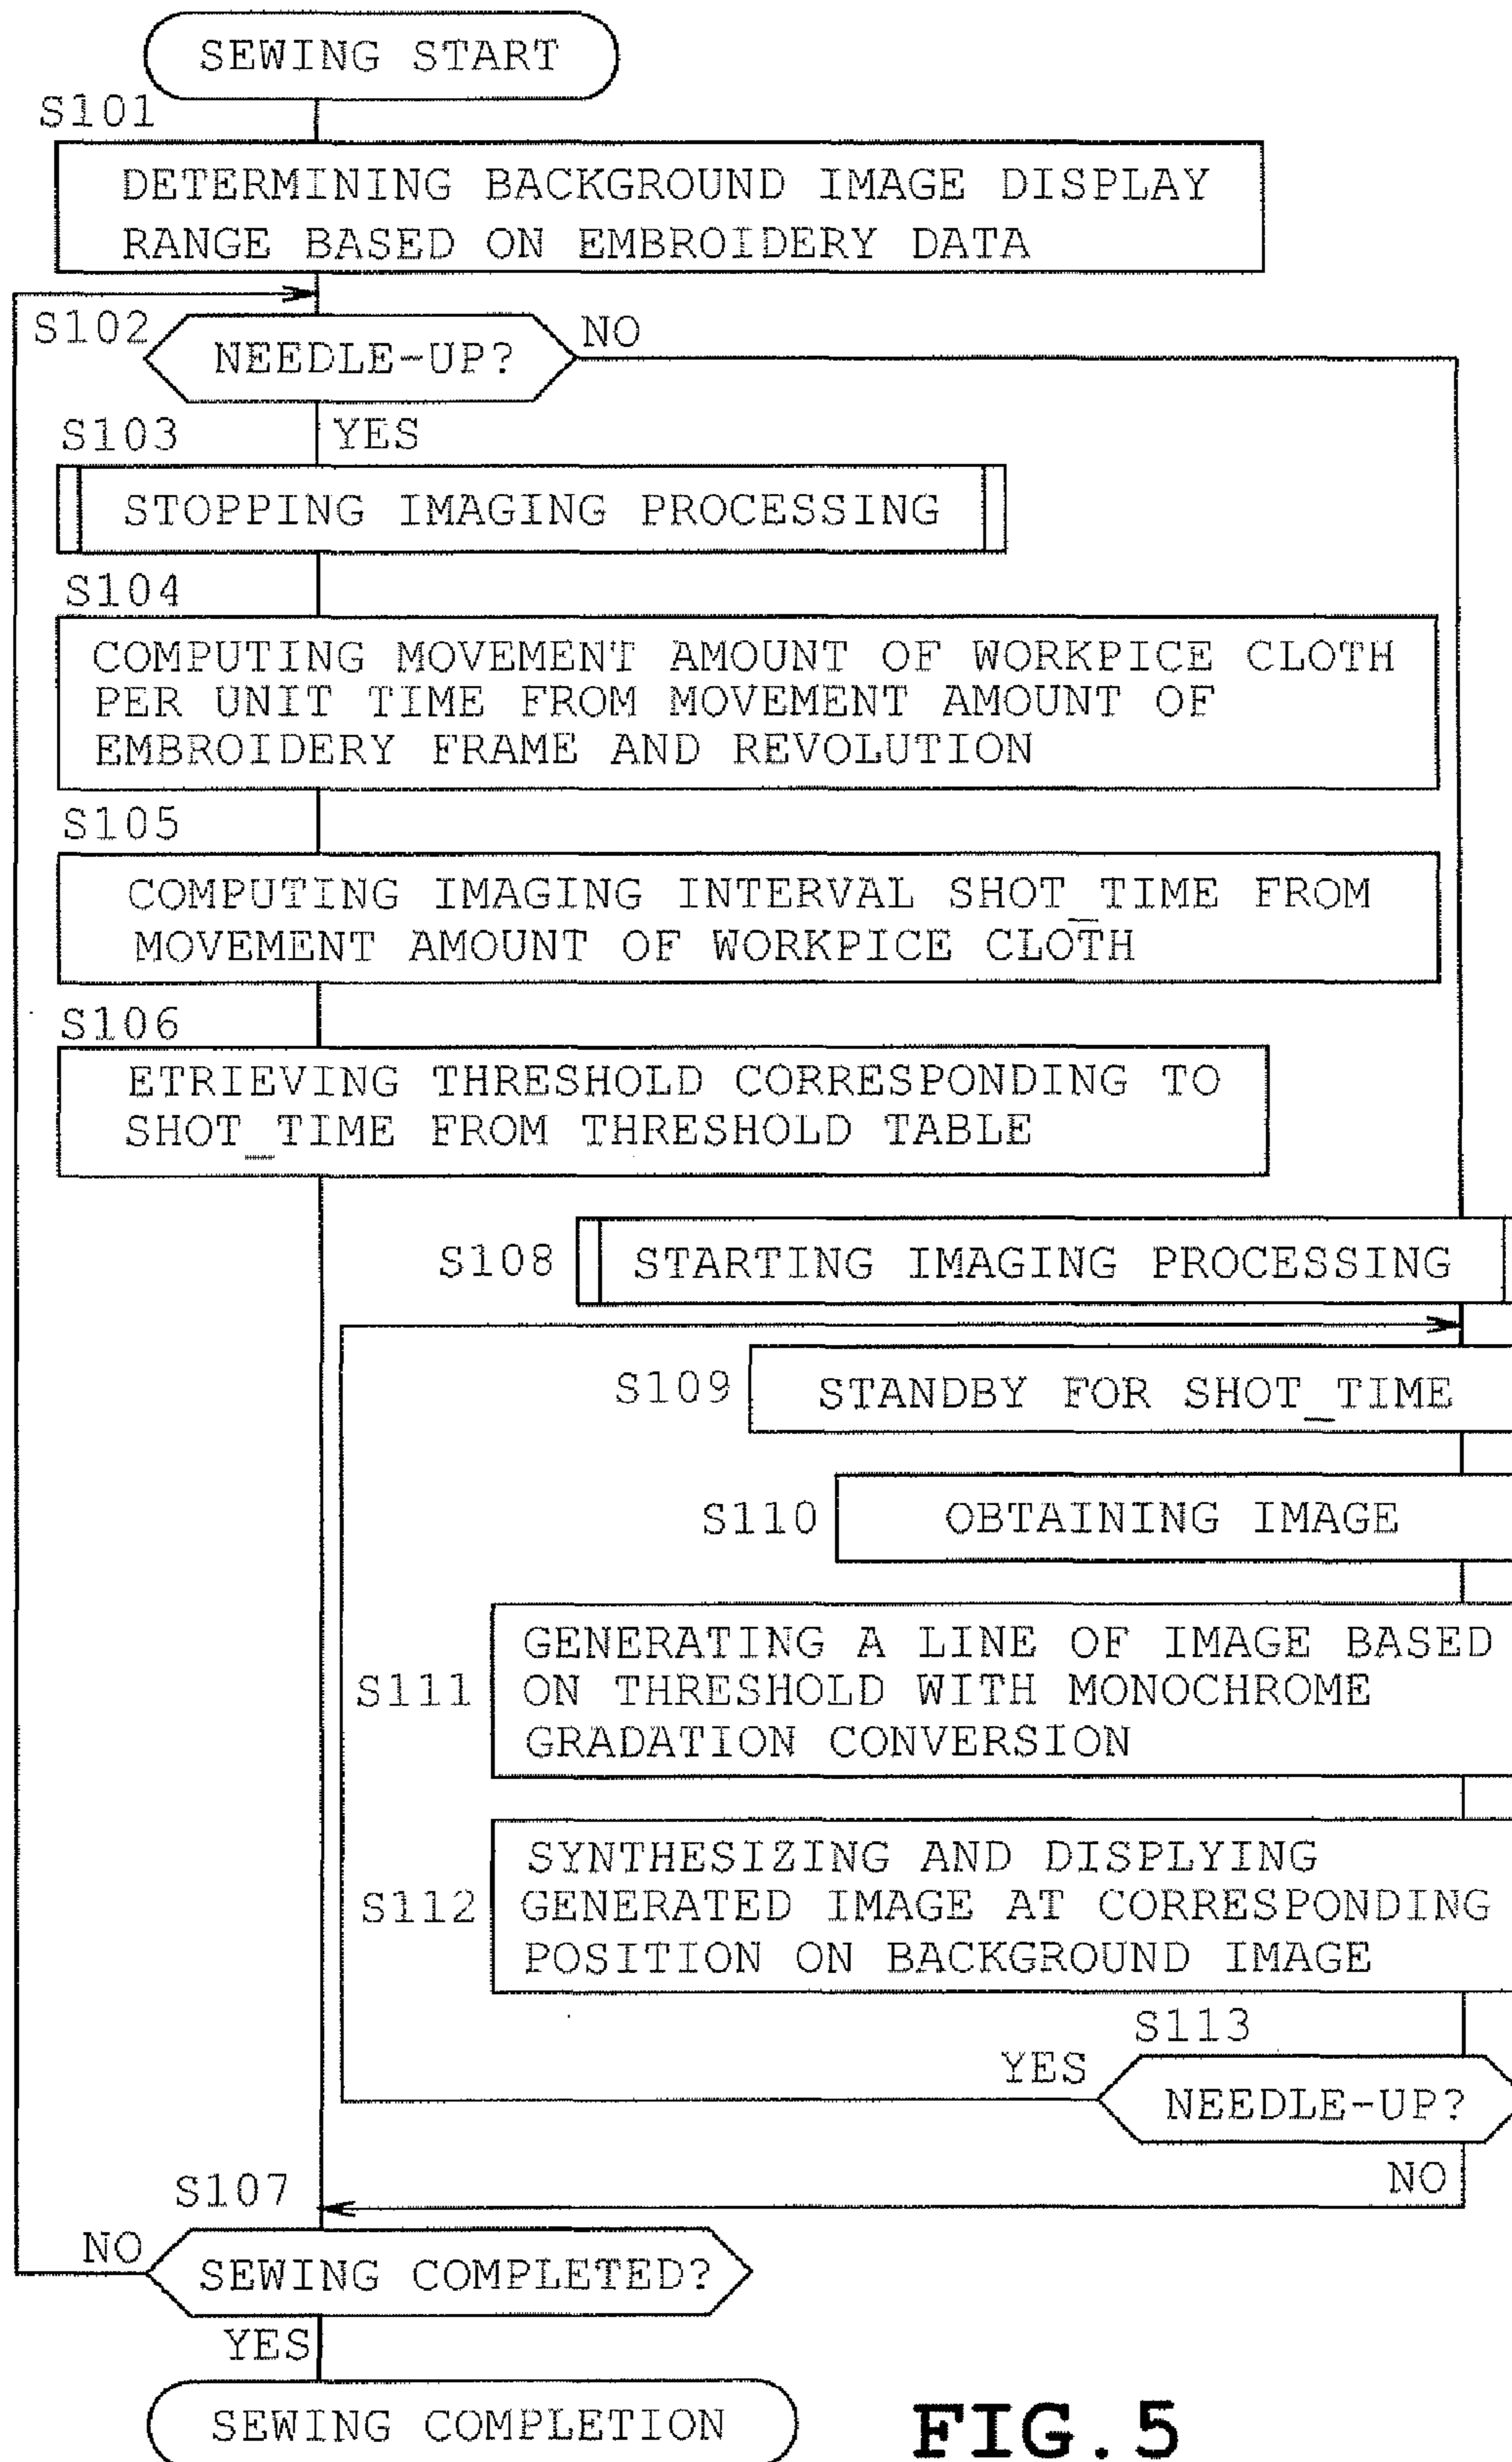 SEWING START
S101
DETERMINING BACKGROUND IMAGE DISPLAY
RANGE BASED ON EMBROIDERY DATA
S102
NEEDLE-UP?
NO
YES
S103
STOPPING IMAGING PROCESSING
S104
COMPUTING MOVEMENT AMOUNT OF WORKPICE CLOTH
PER UNIT TIME FROM MOVEMENT AMOUNT OF
EMBROIDERY FRAME AND REVOLUTION
S105
COMPUTING IMAGING INTERVAL SHOT_TIME FROM
MOVEMENT AMOUNT OF WORKPICE CLOTH
S106
ETRIEVING THRESHOLD CORRESPONDING TO
SHOT_TIME FROM THRESHOLD TABLE
S108
STARTING IMAGING PROCESSING
S109
STANDBY FOR SHOT_TIME
S110
OBTAINING IMAGE
S111
GENERATING A LINE OF IMAGE BASED
ON THRESHOLD WITH MONOCHROME
GRADATION CONVERSION
S112
SYNTHESIZING AND DISPLYING
GENERATED IMAGE AT CORRESPONDING
POSITION ON BACKGROUND IMAGE
S113
YES
NEEDLE-UP?
NO
S107
NO
SEWING COMPLETED?
YES
SEWING COMPLETION
FIG.5